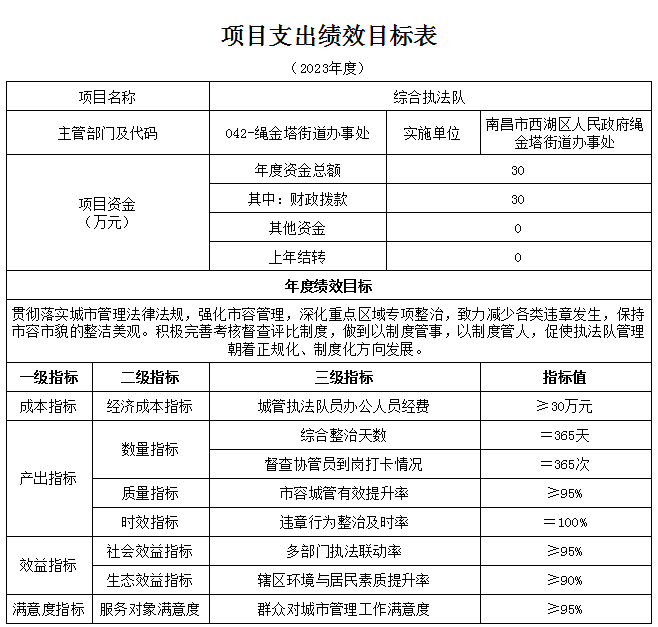 项目支出绩效目标表
（2023年度）
项目名称 综合执法队
主管部门及代码 042-绳金塔街道办事处 实施单位 南昌市西湖区人民政府绳
金塔街道办事处
项目资金
（万元）
年度资金总额 30
其中：财政拨款 30
其他资金 0
上年结转 0
年度绩效目标
贯彻落实城市管理法律法规，强化市容管理，深化重点区域专项整治，致力减少各类违章发生，保持
市容市貌的整洁美观。积极完善考核督查评比制度，做到以制度管事，以制度管人，促使执法队管理
朝着正规化、制度化方向发展。
一级指标 二级指标 三级指标 指标值
成本指标 经济成本指标 城管执法队员办公人员经费 ≥30万元
产出指标 数量指标 综合整治天数 ＝365天
督查协管员到岗打卡情况 ＝365次
质量指标 市容城管有效提升率 ≥95%
时效指标 违章行为整治及时率 ＝100%
效益指标 社会效益指标 多部门执法联动率 ≥95%
生态效益指标 辖区环境与居民素质提升率 ≥90%
满意度指标 服务对象满意度 群众对城市管理工作满意度 ≥95%